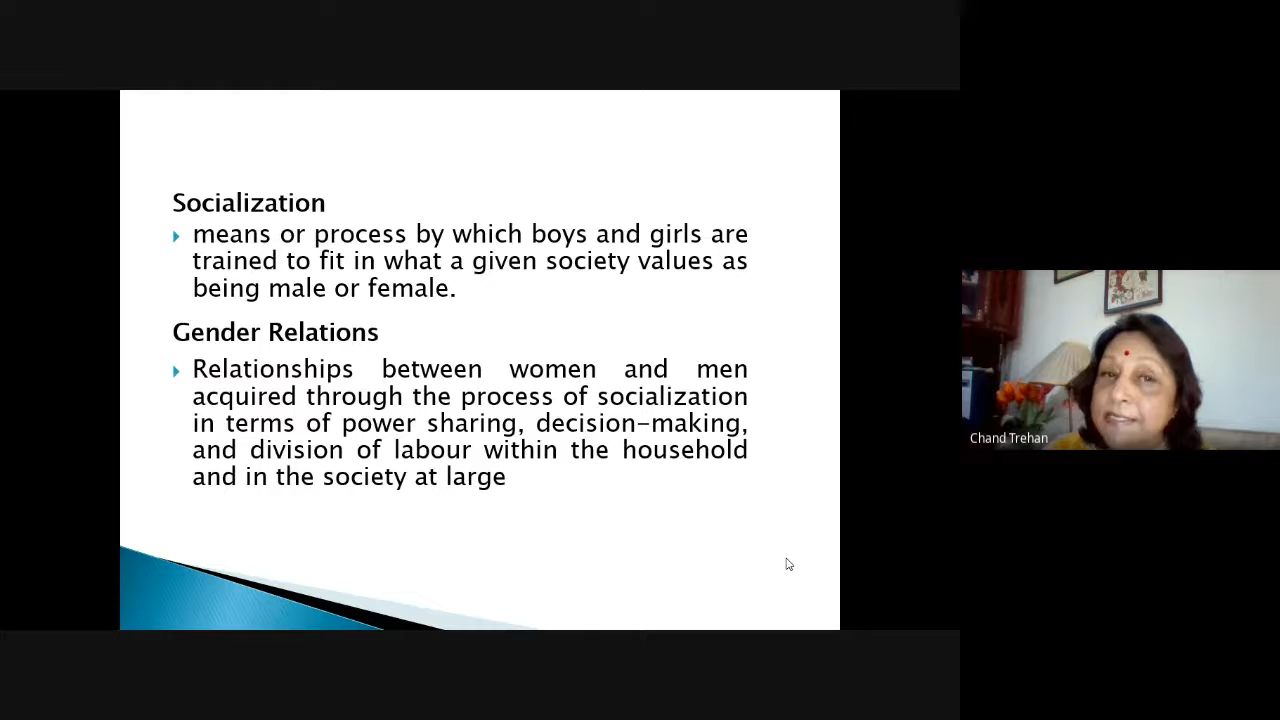 Socialization
means or process by which boys and girls are
trained to fit in what a given society values as
being male or female.
Gender Relations
Relationships between women and men
acquired through the process of socialization
in terms of power sharing, decision-making,
and division of labour within the household
and in the society at large
Chand Trehan